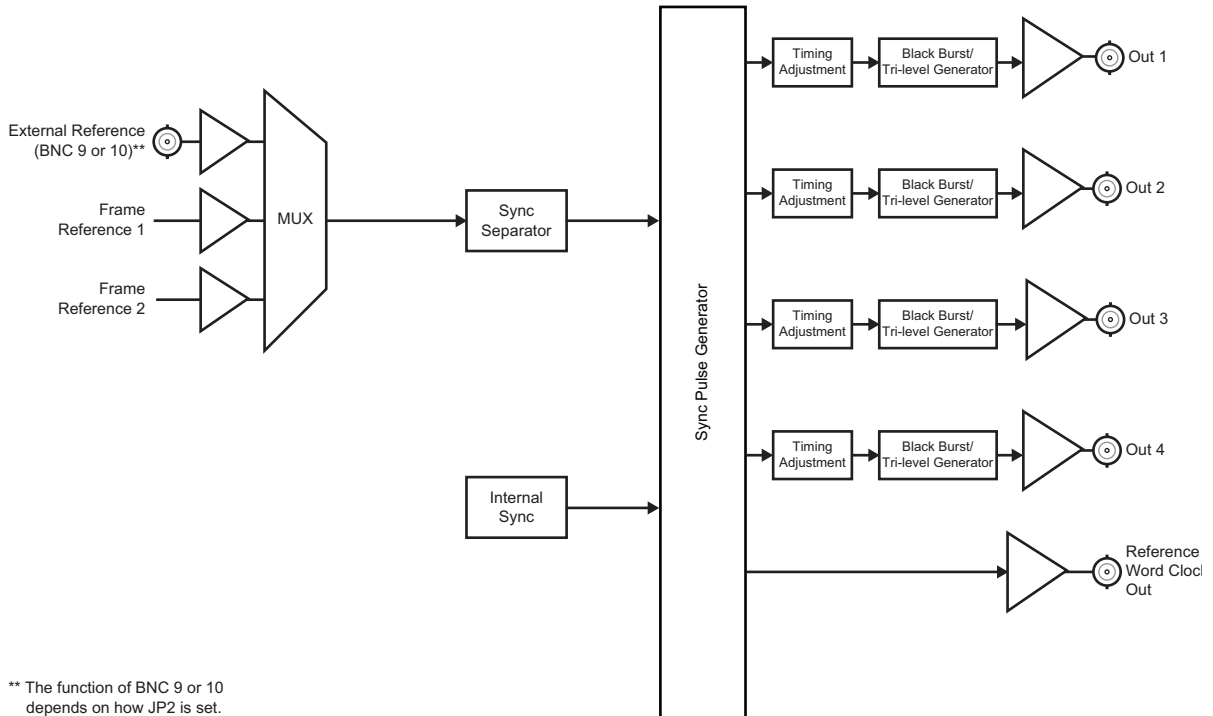 External Reference
(BNC 9 or 10)**
Frame
Reference 1
Frame
Reference 2
MUX
Sync
Separator
Internal
Sync
Sync Pulse Generator
Timing
Adjustment
Black Burst/
Tri-level Generator
Out 1
Timing
Adjustment
Black Burst/
Tri-level Generator
Out 2
Timing
Adjustment
Black Burst/
Tri-level Generator
Out 3
Timing
Adjustment
Black Burst/
Tri-level Generator
Out 4
Reference
Word Cloc
Out
** The function of BNC 9 or 10
depends on how JP2 is set.